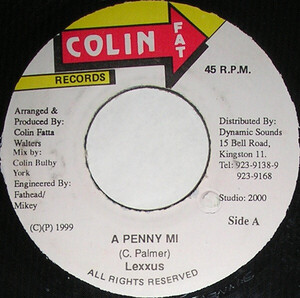 COLIN
FAT
RECORDS
45 R.P.M.
Arranged &
Produced By:
Colin Fatta
Walters
Mix by:
Colin Bulby
York
Engineered By:
Fathead/
Mikey
(C)(P) 1999
Distributed By:
Dynamic Sounds
15 Bell Road,
Kingston 11.
Tel: 923-9138-9
923-9168
Studio: 2000
Side A
A PENNY MI
(C. Palmer)
Lexxus
ALL RIGHTS RESERVED